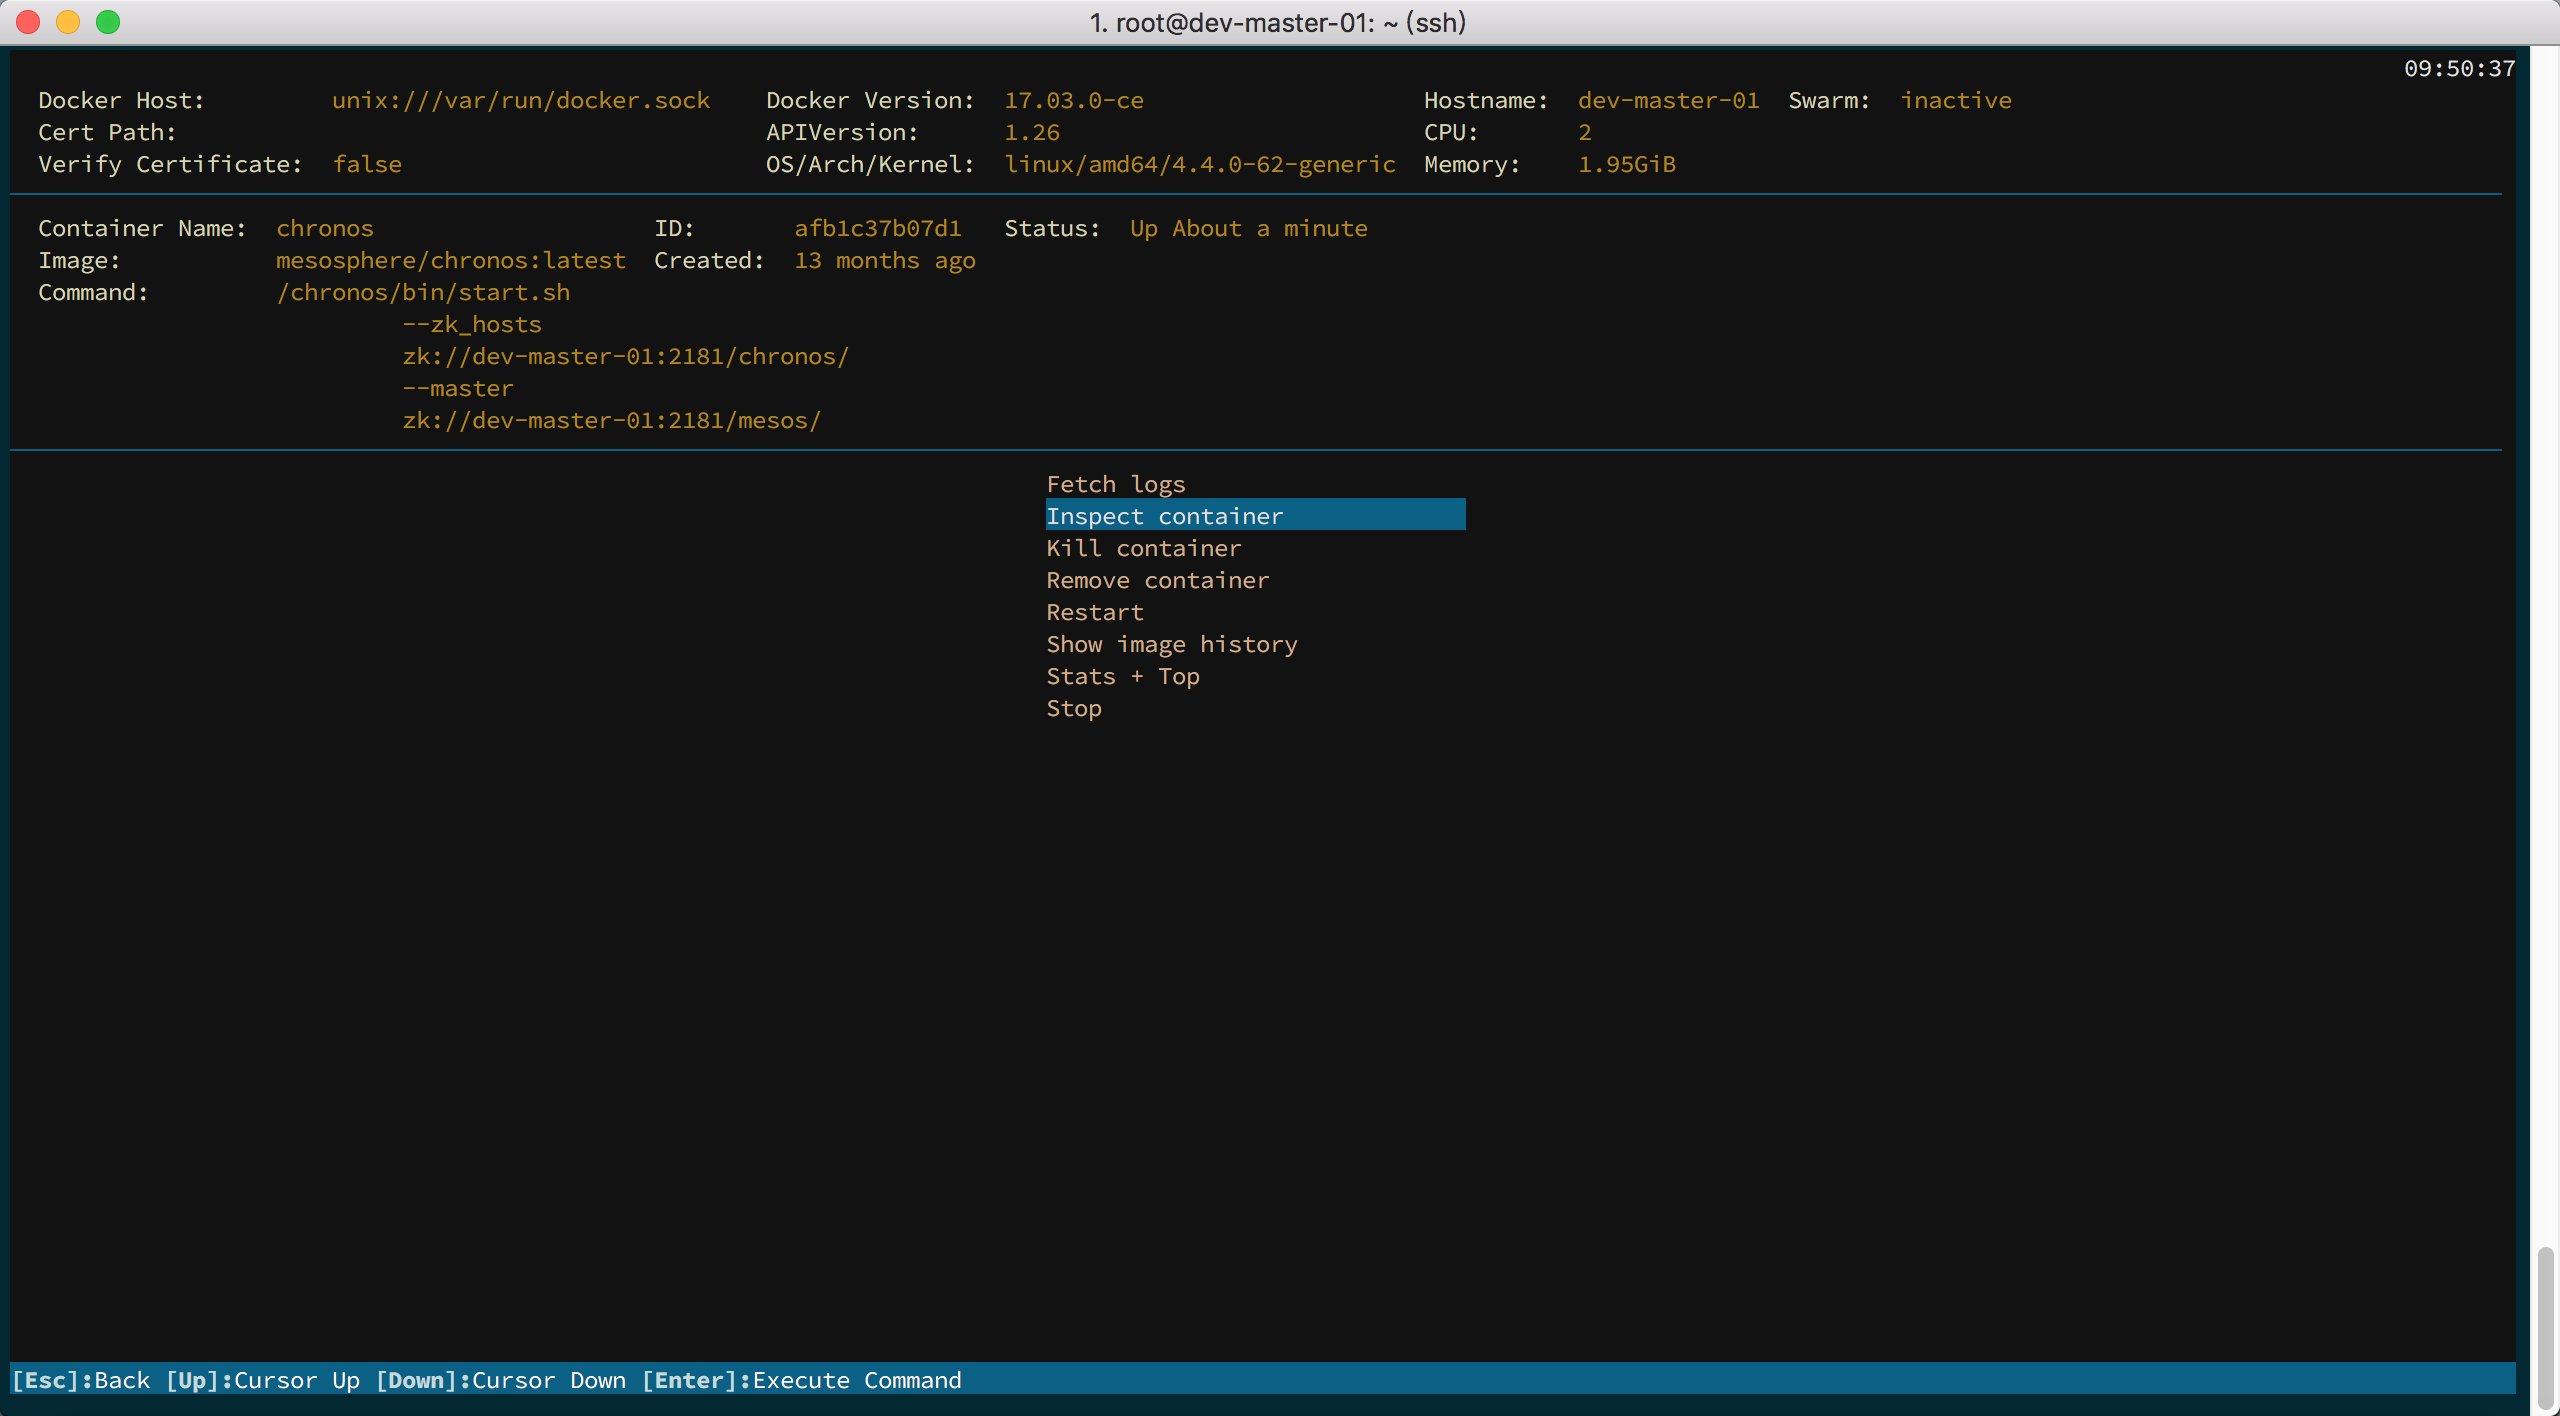 1. root@dev-master-01: ~ (ssh)
09:50:37
Docker Host: unix:///var/run/docker.sock Docker Version: 17.03.0-ce Hostname: dev-master-01 Swarm: inactive
Cert Path: APIVersion: 1.26 CPU: 2
Verify Certificate: false OS/Arch/Kernel: linux/amd64/4.4.0-62-generic Memory: 1.95GiB
Container Name: chronos ID: afb1c37b07d1 Status: Up About a minute
Image: mesosphere/chronos:latest Created: 13 months ago
Command: /chronos/bin/start.sh
--zk_hosts
zk://dev-master-01:2181/chronos/
--master
zk://dev-master-01:2181/mesos/
Fetch logs
Inspect container
Kill container
Remove container
Restart
Show image history
Stats + Top
Stop
[Esc]:Back [Up]:Cursor Up [Down]:Cursor Down [Enter]:Execute Command